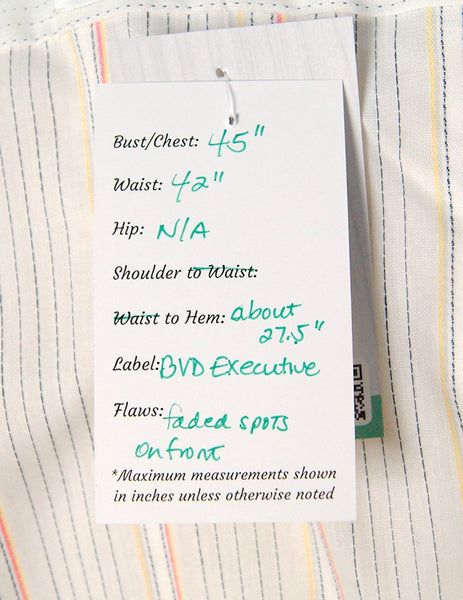 Bust/Chest: 45"
Waist: 42"
Hip: N/A
Shoulder to Waist:
Waist to Hem: about
27.5"
Label: BVD Executive
Flaws: faded spots
on front
*Maximum measurements shown
in inches unless otherwise noted